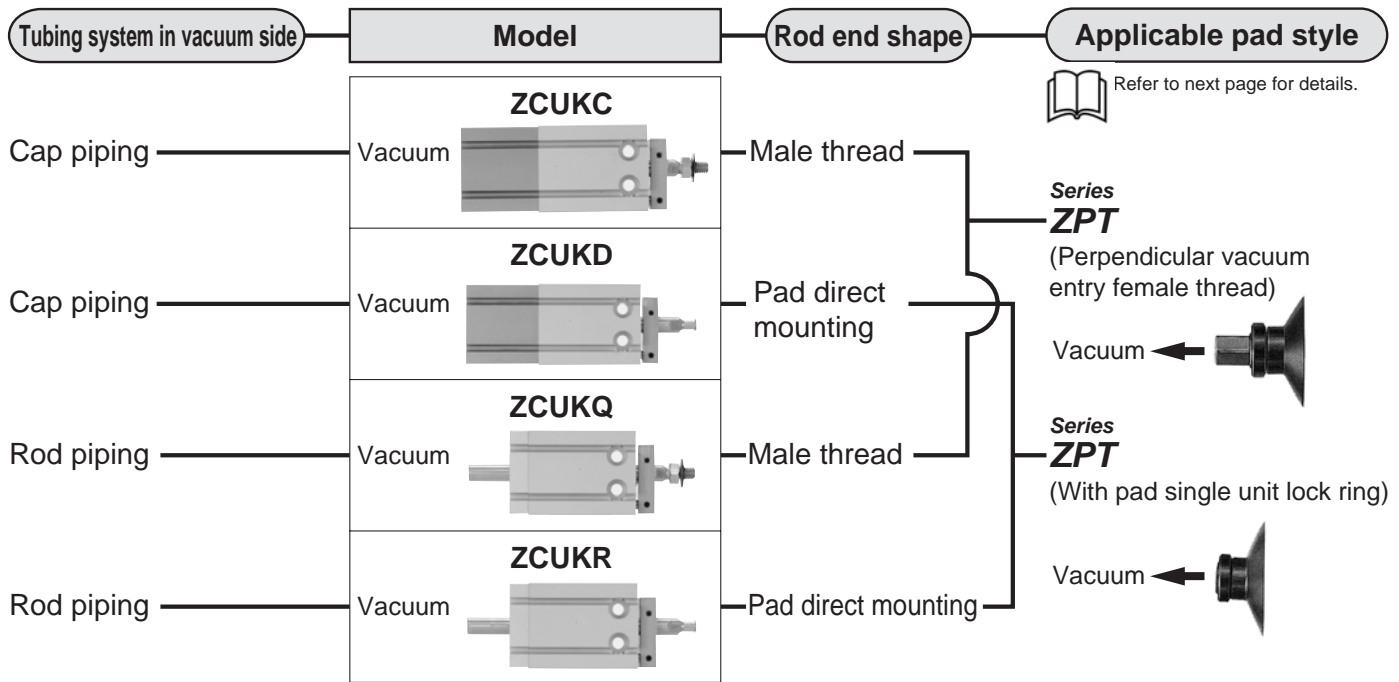 Tubing system in vacuum side
Model
Rod end shape
Applicable pad style
Refer to next page for details.
ZCUKC
Cap piping
Vacuum
Male thread
Series
ZPT
(Perpendicular vacuum
entry female thread)
Vacuum
ZCUKD
Cap piping
Vacuum
Pad direct
mounting
ZCUKQ
Rod piping
Vacuum
Male thread
Series
ZPT
(With pad single unit lock ring)
Vacuum
ZCUKR
Rod piping
Vacuum
Pad direct mounting